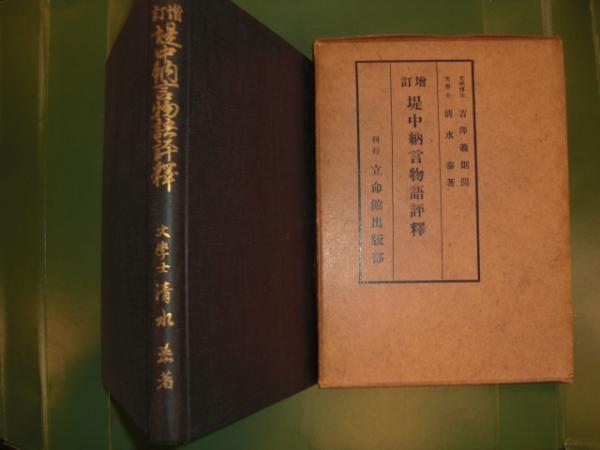 増訂
堤中納言物語評釋
文學士 清水 泰 著
文學博士 吉澤義則閲
文學士 清水 泰著
増訂 堤中納言物語評釋
刊行 立命館出版部